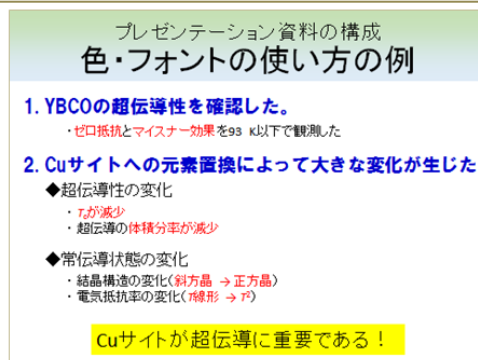 プレゼンテーション資料の構成
色・フォントの使い方の例
1. YBCOの超伝導性を確認した。
・ゼロ抵抗とマイスナー効果を93 K以下で観測した
2. Cuサイトへの元素置換によって大きな変化が生じた
◆超伝導性の変化
・Tcが減少
・超伝導の体積分率が減少
◆常伝導状態の変化
・結晶構造の変化(斜方晶 → 正方晶)
・電気抵抗率の変化(T線形 → T²)
Cuサイトが超伝導に重要である！